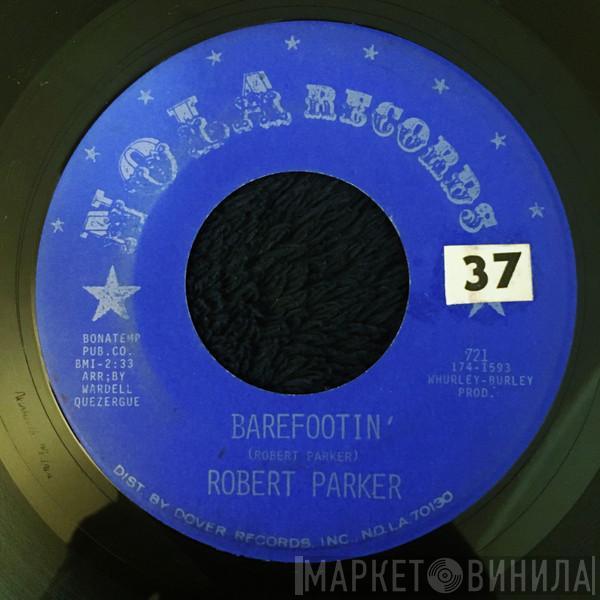 NOLA RECORDS
37
BONATEMP
PUB.CO.
BMI-2:33
ARR;BY
WARDELL
QUEZERGUE
721
174-1593
WHURLEY-BURLEY
PROD.
BAREFOOTIN'
(ROBERT PARKER)
ROBERT PARKER
DIST. BY DOVER RECORDS, INC., N.O. LA. 70130
МАРКЕТ ВИНИЛА